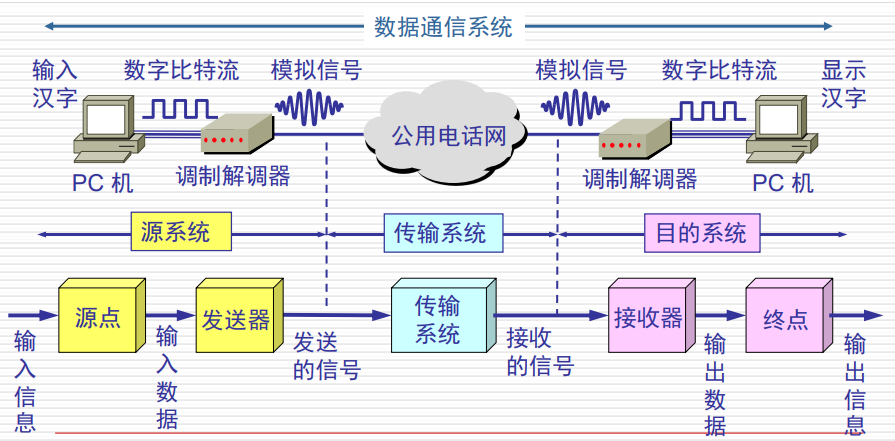 数据通信系统
输入
汉字
数字比特流
模拟信号
模拟信号
数字比特流
显示
汉字
公用电话网
PC 机
调制解调器
调制解调器
PC 机
源系统
传输系统
目的系统
源点
发送器
传输
系统
接收器
终点
输入信息
输入数据
发送
的信号
接收
的信号
输出数据
输出信息